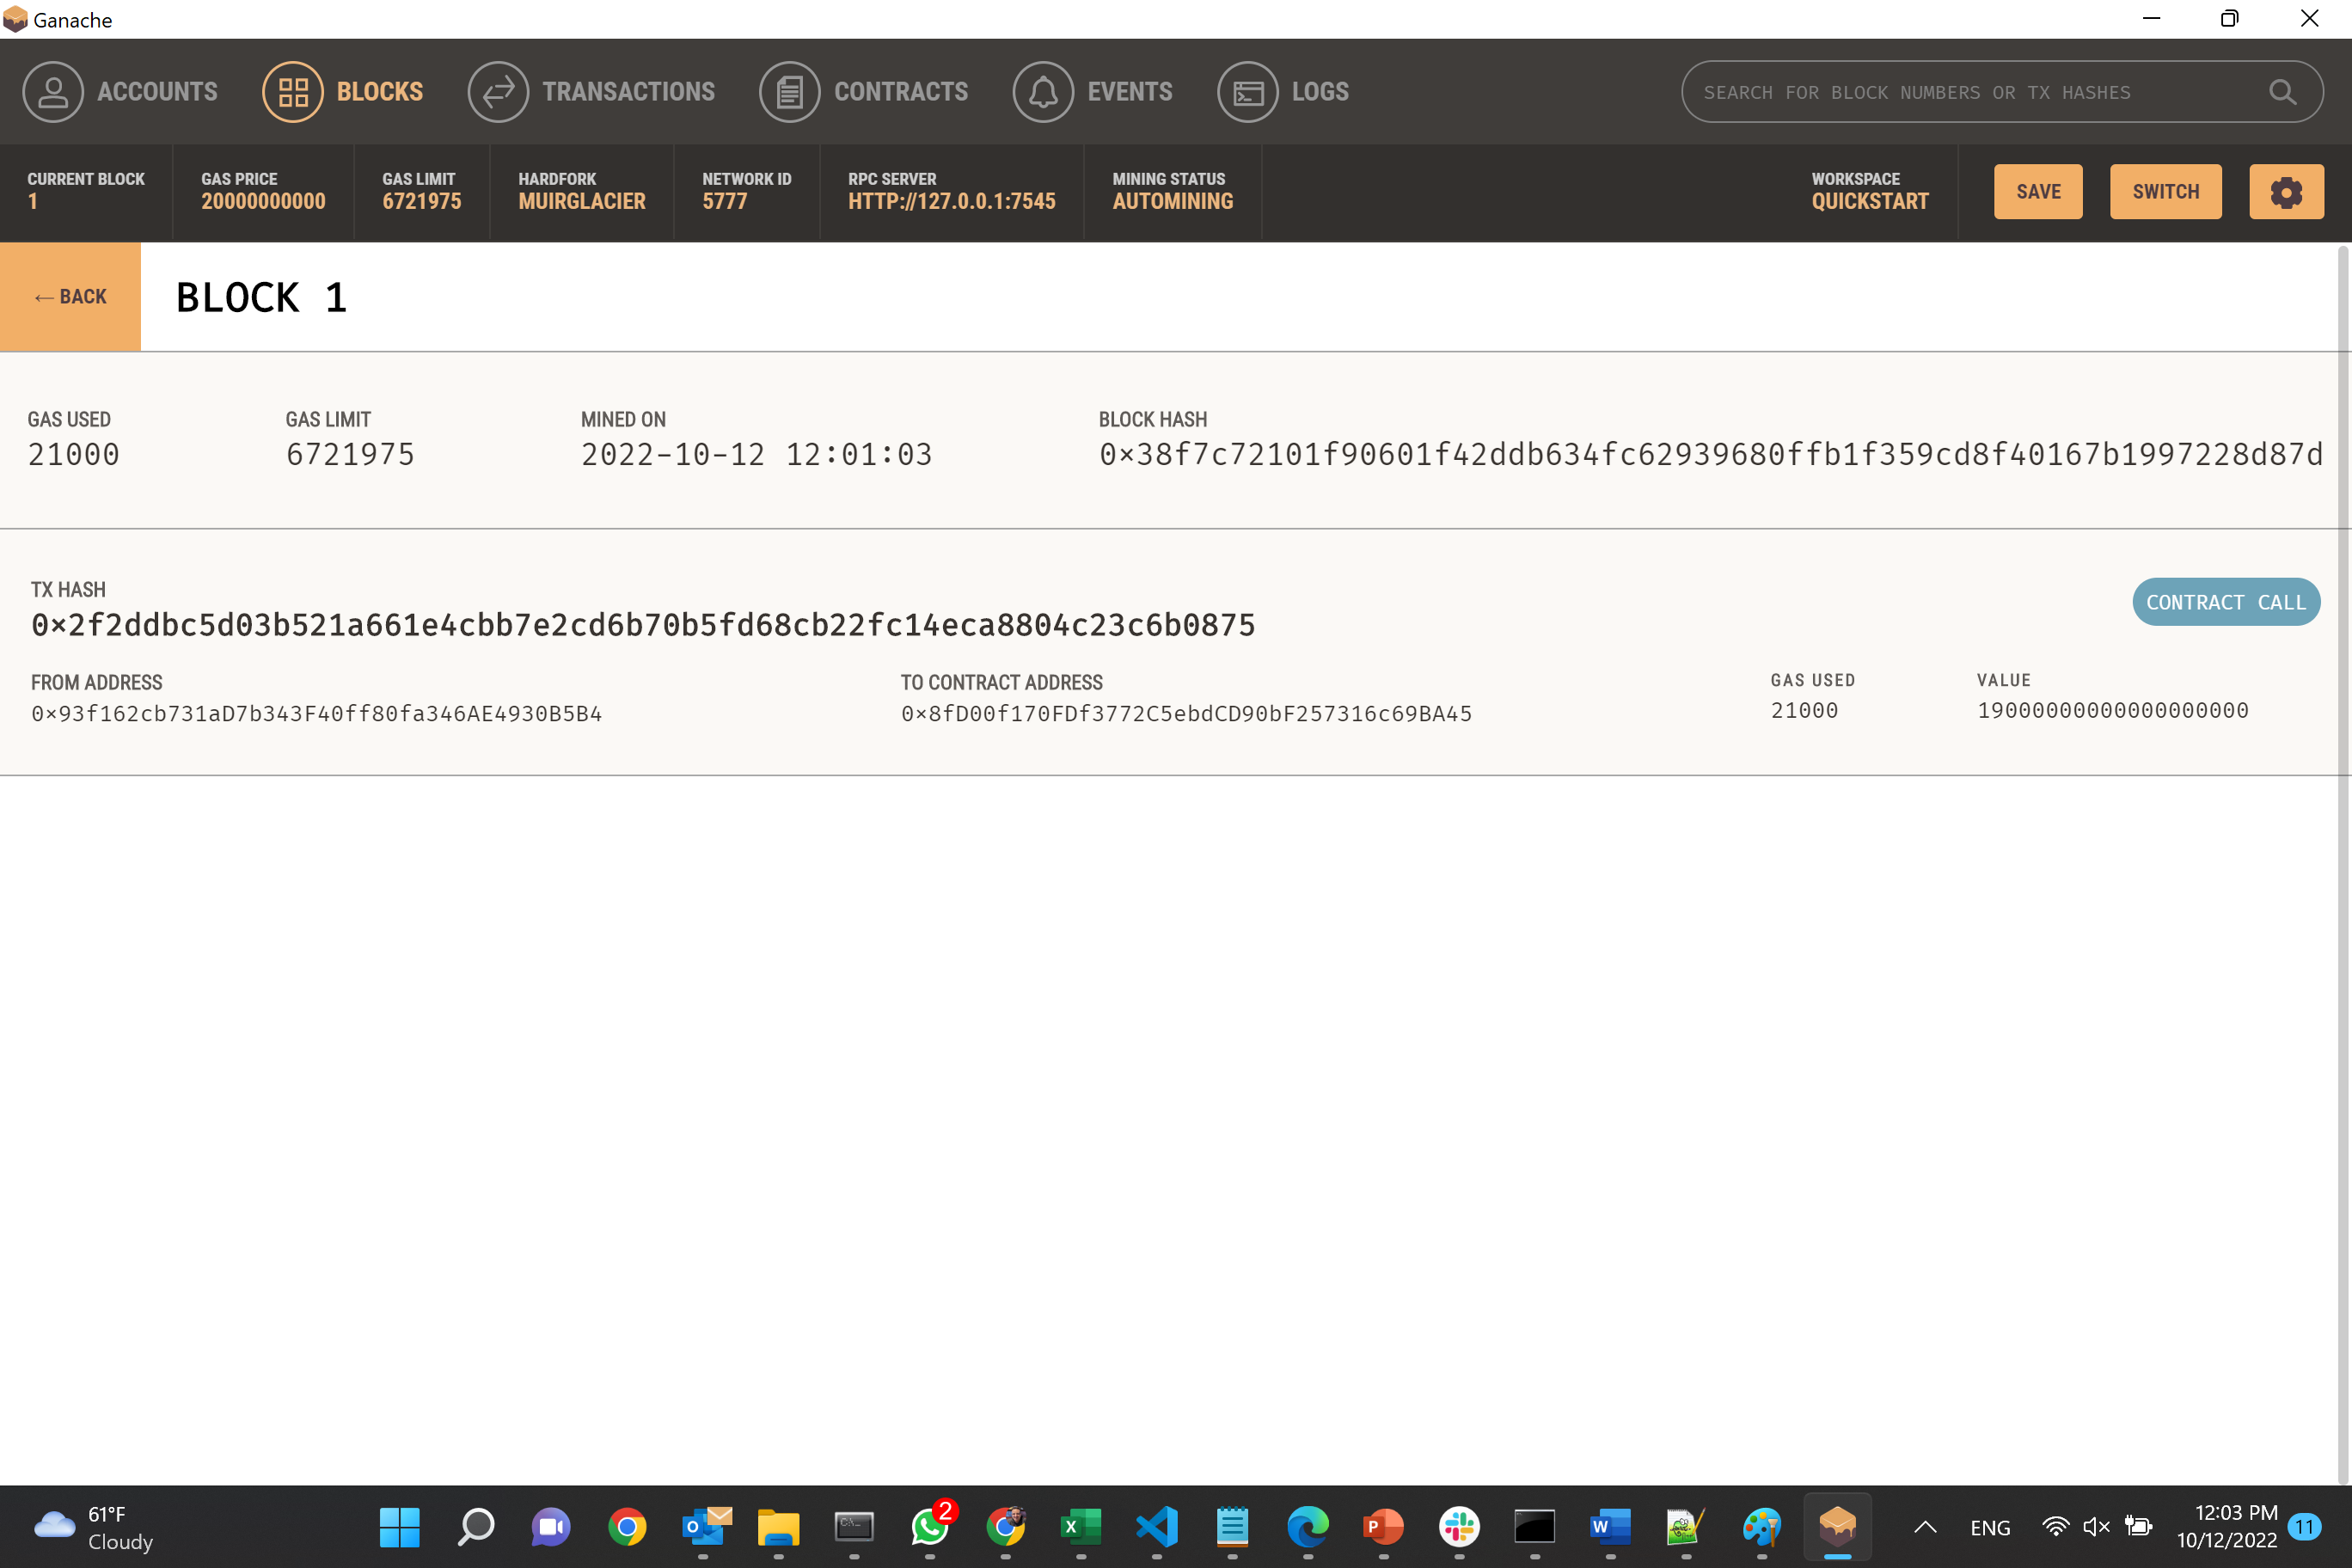 Ganache
ACCOUNTS BLOCKS TRANSACTIONS CONTRACTS EVENTS LOGS SEARCH FOR BLOCK NUMBERS OR TX HASHES
CURRENT BLOCK GAS PRICE GAS LIMIT HARDFORK NETWORK ID RPC SERVER MINING STATUS WORKSPACE
1 20000000000 6721975 MUIRGLACIER 5777 HTTP://127.0.0.1:7545 AUTOMINING QUICKSTART SAVE SWITCH
← BACK BLOCK 1
GAS USED GAS LIMIT MINED ON BLOCK HASH
21000 6721975 2022-10-12 12:01:03 0×38f7c72101f90601f42ddb634fc62939680ffb1f359cd8f40167b1997228d87d
TX HASH
0×2f2ddbc5d03b521a661e4cbb7e2cd6b70b5fd68cb22fc14eca8804c23c6b0875 CONTRACT CALL
FROM ADDRESS TO CONTRACT ADDRESS GAS USED VALUE
0×93f162cb731aD7b343F40ff80fa346AE4930B5B4 0×8fD00f170FDf3772C5ebdCD90bF257316c69BA45 21000 19000000000000000000
61°F
Cloudy
2
ENG
12:03 PM
10/12/2022
11